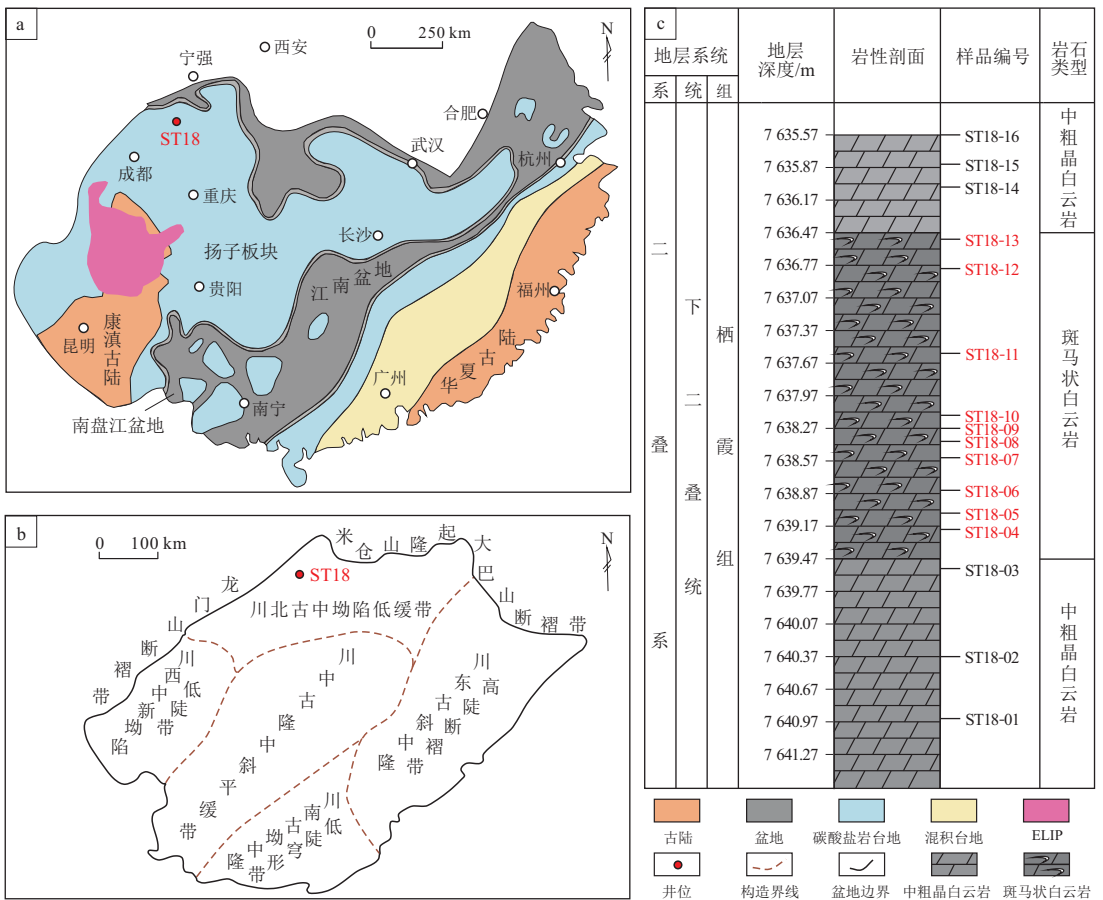 a
0 250 km
N
西安
宁强
ST18
合肥
武汉
杭州
成都
重庆
长沙
扬子板块
江南盆地
贵阳
福州
康滇古陆
昆明
华夏古陆
广州
南宁
南盘江盆地
b
0 100 km
N
米仓山隆起
大巴山断褶带
ST18
龙门山断褶带
川北古中坳陷低缓带
川西中新坳陷低陡带
川中古隆中斜平缓带
川东古斜中隆高陡断褶带
川南古坳中隆低陡穹形带
c
地层系统
地层深度/m
岩性剖面
样品编号
岩石类型
系
统
组
二叠系
下二叠统
栖霞组
7 635.57
7 635.87
7 636.17
7 636.47
7 636.77
7 637.07
7 637.37
7 637.67
7 637.97
7 638.27
7 638.57
7 638.87
7 639.17
7 639.47
7 639.77
7 640.07
7 640.37
7 640.67
7 640.97
7 641.27
ST18-16
ST18-15
ST18-14
ST18-13
ST18-12
ST18-11
ST18-10
ST18-09
ST18-08
ST18-07
ST18-06
ST18-05
ST18-04
ST18-03
ST18-02
ST18-01
中粗晶白云岩
斑马状白云岩
中粗晶白云岩
古陆
盆地
碳酸盐岩台地
混积台地
ELIP
井位
构造界线
盆地边界
中粗晶白云岩
斑马状白云岩